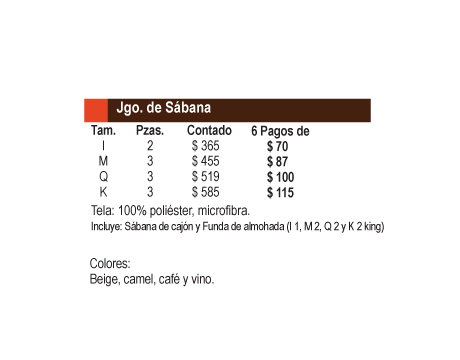 Jgo. de Sábana
Tam. Pzas. Contado 6 Pagos de
I 2 $ 365 $ 70
M 3 $ 455 $ 87
Q 3 $ 519 $ 100
K 3 $ 585 $ 115
Tela: 100% poliéster, microfibra.
Incluye: Sábana de cajón y Funda de almohada (I 1, M 2, Q 2 y K 2 king)
Colores:
Beige, camel, café y vino.